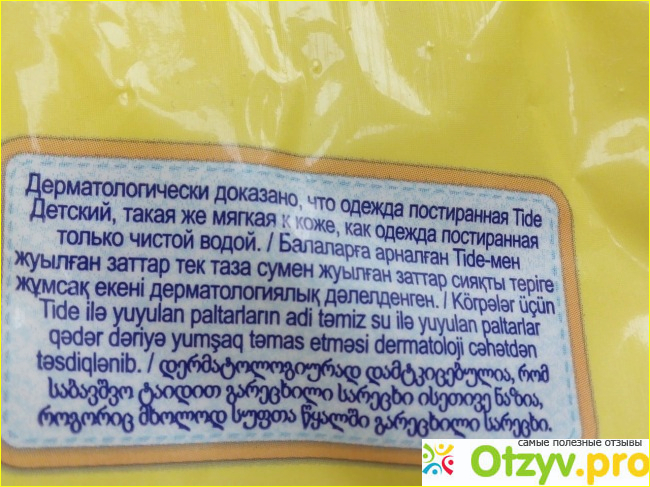 Дерматологически доказано, что одежда постиранная Tide
Детский, такая же мягкая к коже, как одежда постиранная
только чистой водой. / Балаларға арналған Tide-мен
жуылған заттар тек таза сумен жуылған заттар сияқты теріге
жұмсақ екені дерматологиялық дәлелденген. / Körpələr üçün
Tide ilə yuyulan paltarların adi təmiz su ilə yuyulan paltarlar
qədər dəriyə yumşaq təmas etməsi dermatoloji cəhətdən
təsdiqlənib. / დერმატოლოგიურად დამტკიცებულია, რომ
საბავშვო ტაიდით გარეცხილი სარეცხი ისეთივე ნაზია,
როგორიც მხოლოდ სუფთა წყალში გარეცხილი სარეცხი.
самые полезные отзывы
Otzyv.pro